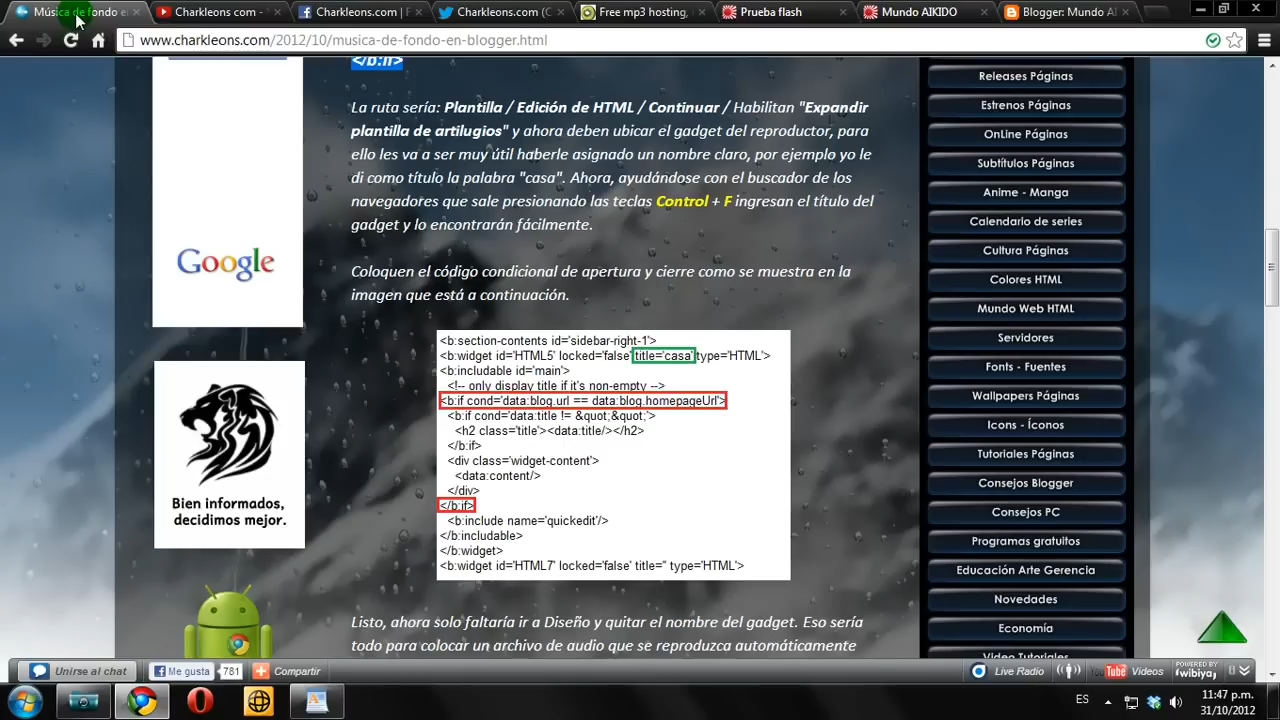 Música de fondo en
Charkleons.com -
Charkleons.com | F
Charkleons.com (C
Free mp3 hosting,
Prueba flash
Mundo AIKIDO
Blogger: Mundo AI
www.charkleons.com/2012/10/musica-de-fondo-en-blogger.html
</b:if>
La ruta sería: Plantilla / Edición de HTML / Continuar / Habilitan "Expandir
plantilla de artilugios" y ahora deben ubicar el gadget del reproductor, para
ello les va a ser muy útil haberle asignado un nombre claro, por ejemplo yo le
di como título la palabra "casa". Ahora, ayudándose con el buscador de los
navegadores que sale presionando las teclas Control + F ingresan el título del
gadget y lo encontrarán fácilmente.
Coloquen el código condicional de apertura y cierre como se muestra en la
imagen que está a continuación.
<b:section-contents id='sidebar-right-1'>
<b:widget id='HTML5' locked='false' title='casa' type='HTML'>
<b:includable id='main'>
<!-- only display title if it's non-empty -->
<b:if cond='data:blog.url == data:blog.homepageUrl'>
<b:if cond='data:title != &quot;&quot;'>
<h2 class='title'><data:title/></h2>
</b:if>
<div class='widget-content'>
<data:content/>
</div>
</b:if>
<b:include name='quickedit'/>
</b:includable>
</b:widget>
<b:widget id='HTML7' locked='false' title='' type='HTML'>
Listo, ahora solo faltaría ir a Diseño y quitar el nombre del gadget. Eso sería
todo para colocar un archivo de audio que se reproduzca automáticamente
Google
Bien informados,
decidimos mejor.
Releases Páginas
Estrenos Páginas
OnLine Páginas
Subtítulos Páginas
Anime - Manga
Calendario de series
Cultura Páginas
Colores HTML
Mundo Web HTML
Servidores
Fonts - Fuentes
Wallpapers Páginas
Icons - Íconos
Tutoriales Páginas
Consejos Blogger
Consejos PC
Programas gratuitos
Educación Arte Gerencia
Novedades
Economía
Video Tutoriales
Unirse al chat
Me gusta
781
Compartir
Live Radio
You Tube Videos
POWERED BY
wibiya
ES
11:47 p.m.
31/10/2012